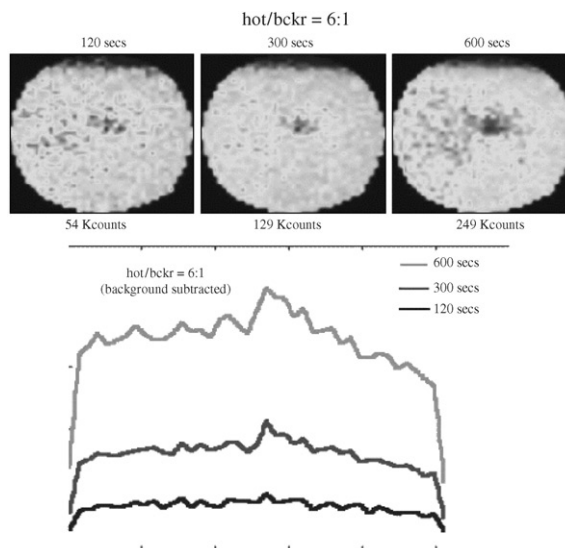 hot/bckr = 6:1
120 secs
300 secs
600 secs
54 Kcounts
129 Kcounts
249 Kcounts
hot/bckr = 6:1
(background subtracted)
600 secs
300 secs
120 secs